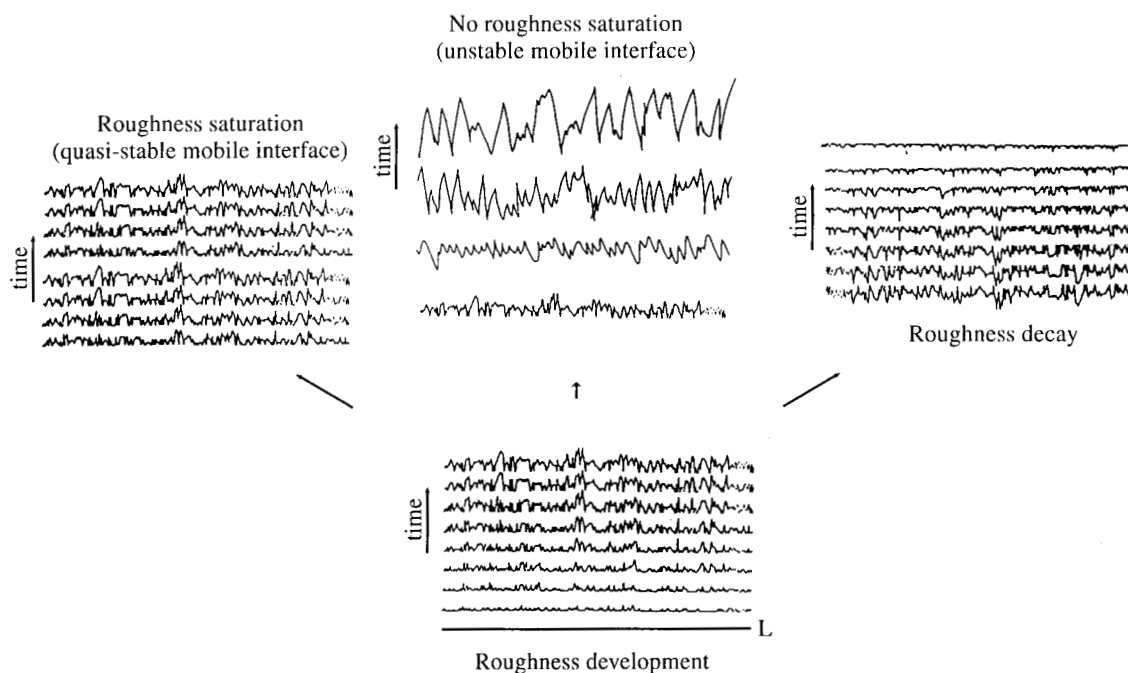 No roughness saturation
(unstable mobile interface)
Roughness saturation
(quasi-stable mobile interface)
time
time
time
Roughness decay
time
L
Roughness development